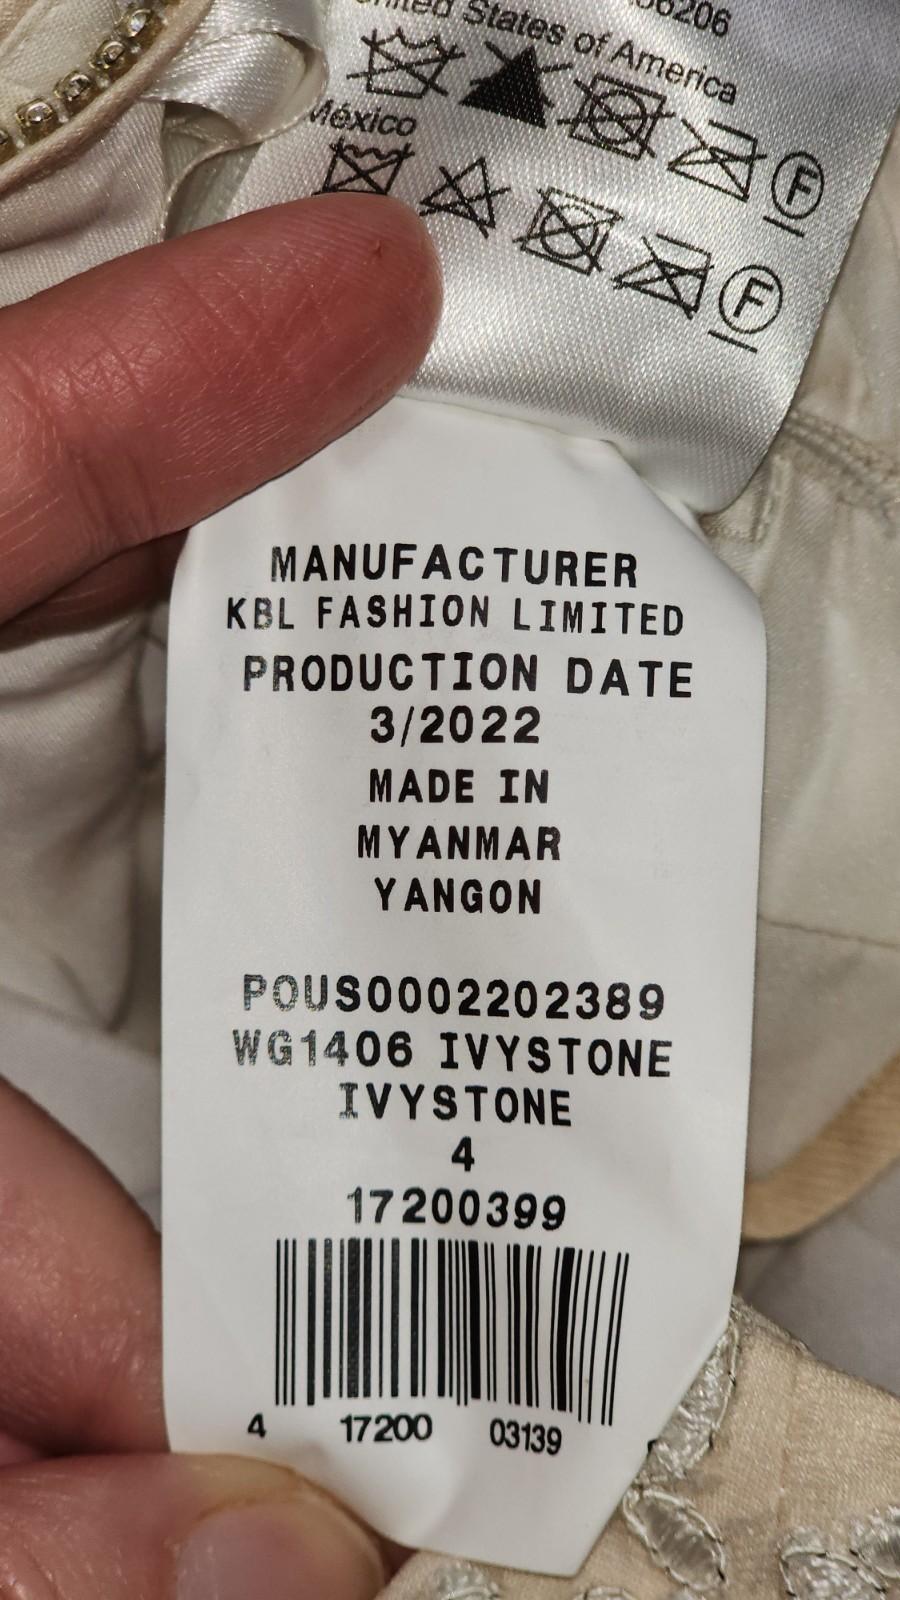 United States of America
México
F
F
MANUFACTURER
KBL FASHION LIMITED
PRODUCTION DATE
3/2022
MADE IN
MYANMAR
YANGON
POUS0002202389
WG1406 IVYSTONE
IVYSTONE
4
17200399
4 17200 03139